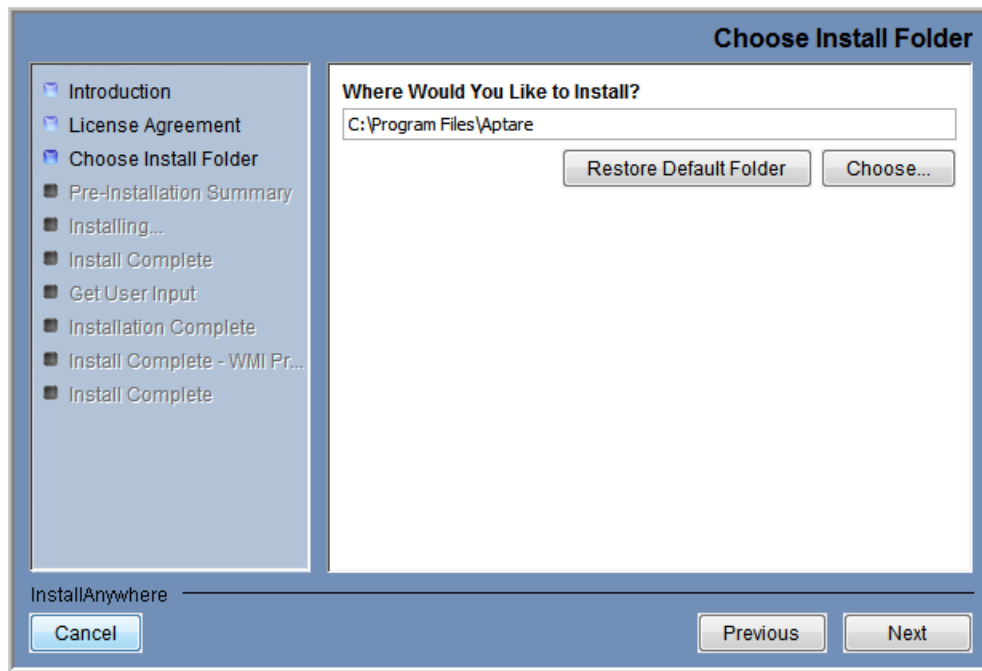 Choose Install Folder
Introduction
License Agreement
Choose Install Folder
Pre-Installation Summary
Installing...
Install Complete
Get User Input
Installation Complete
Install Complete - WMI Pr...
Install Complete
Where Would You Like to Install?
C:\Program Files\Aptare
Restore Default Folder Choose...
InstallAnywhere
Cancel Previous Next